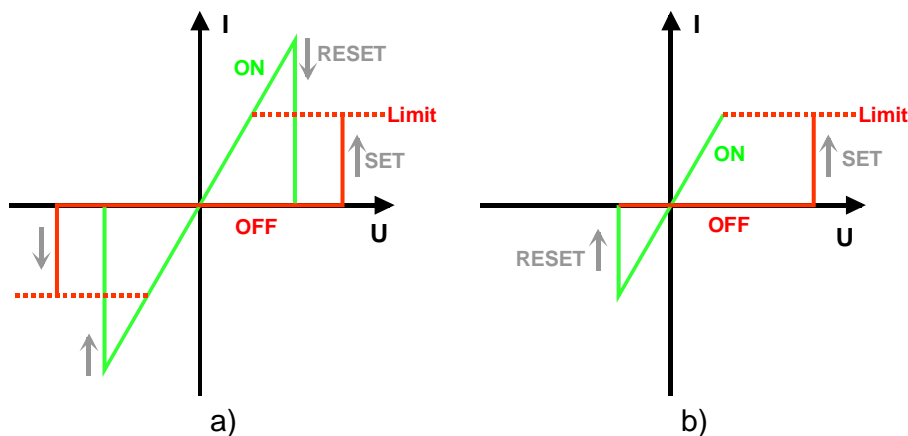 I
RESET
ON
Limit
SET
OFF
U
a)
I
Limit
ON
SET
OFF
U
RESET
b)